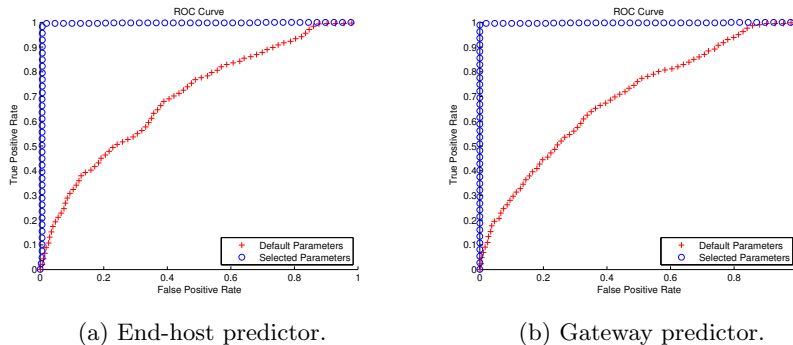 ROC Curve
1
0.9
0.8
0.7
0.6
0.5
0.4
0.3
0.2
0.1
0
True Positive Rate
0 0.2 0.4 0.6 0.8 1
False Positive Rate
Default Parameters
Selected Parameters
(a) End-host predictor.
ROC Curve
1
0.9
0.8
0.7
0.6
0.5
0.4
0.3
0.2
0.1
0
True Positive Rate
0 0.2 0.4 0.6 0.8
False Positive Rate
Default Parameters
Selected Parameters
(b) Gateway predictor.